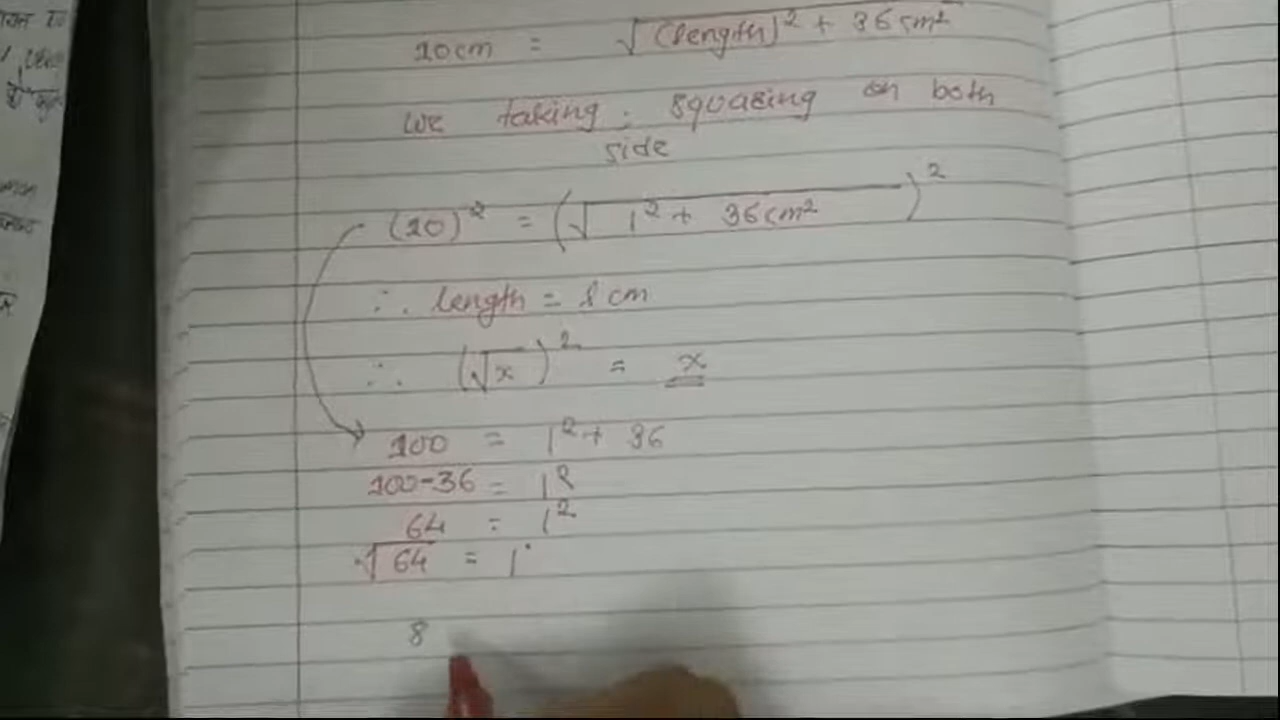 10cm = √(length)² + 36cm²
We taking squaring on both
side
(10)² = (√l² + 36cm²)²
∴ length = l cm
∴ (√x)² = x
100 = l² + 36
100-36 = l²
64 = l²
√64 = l
8